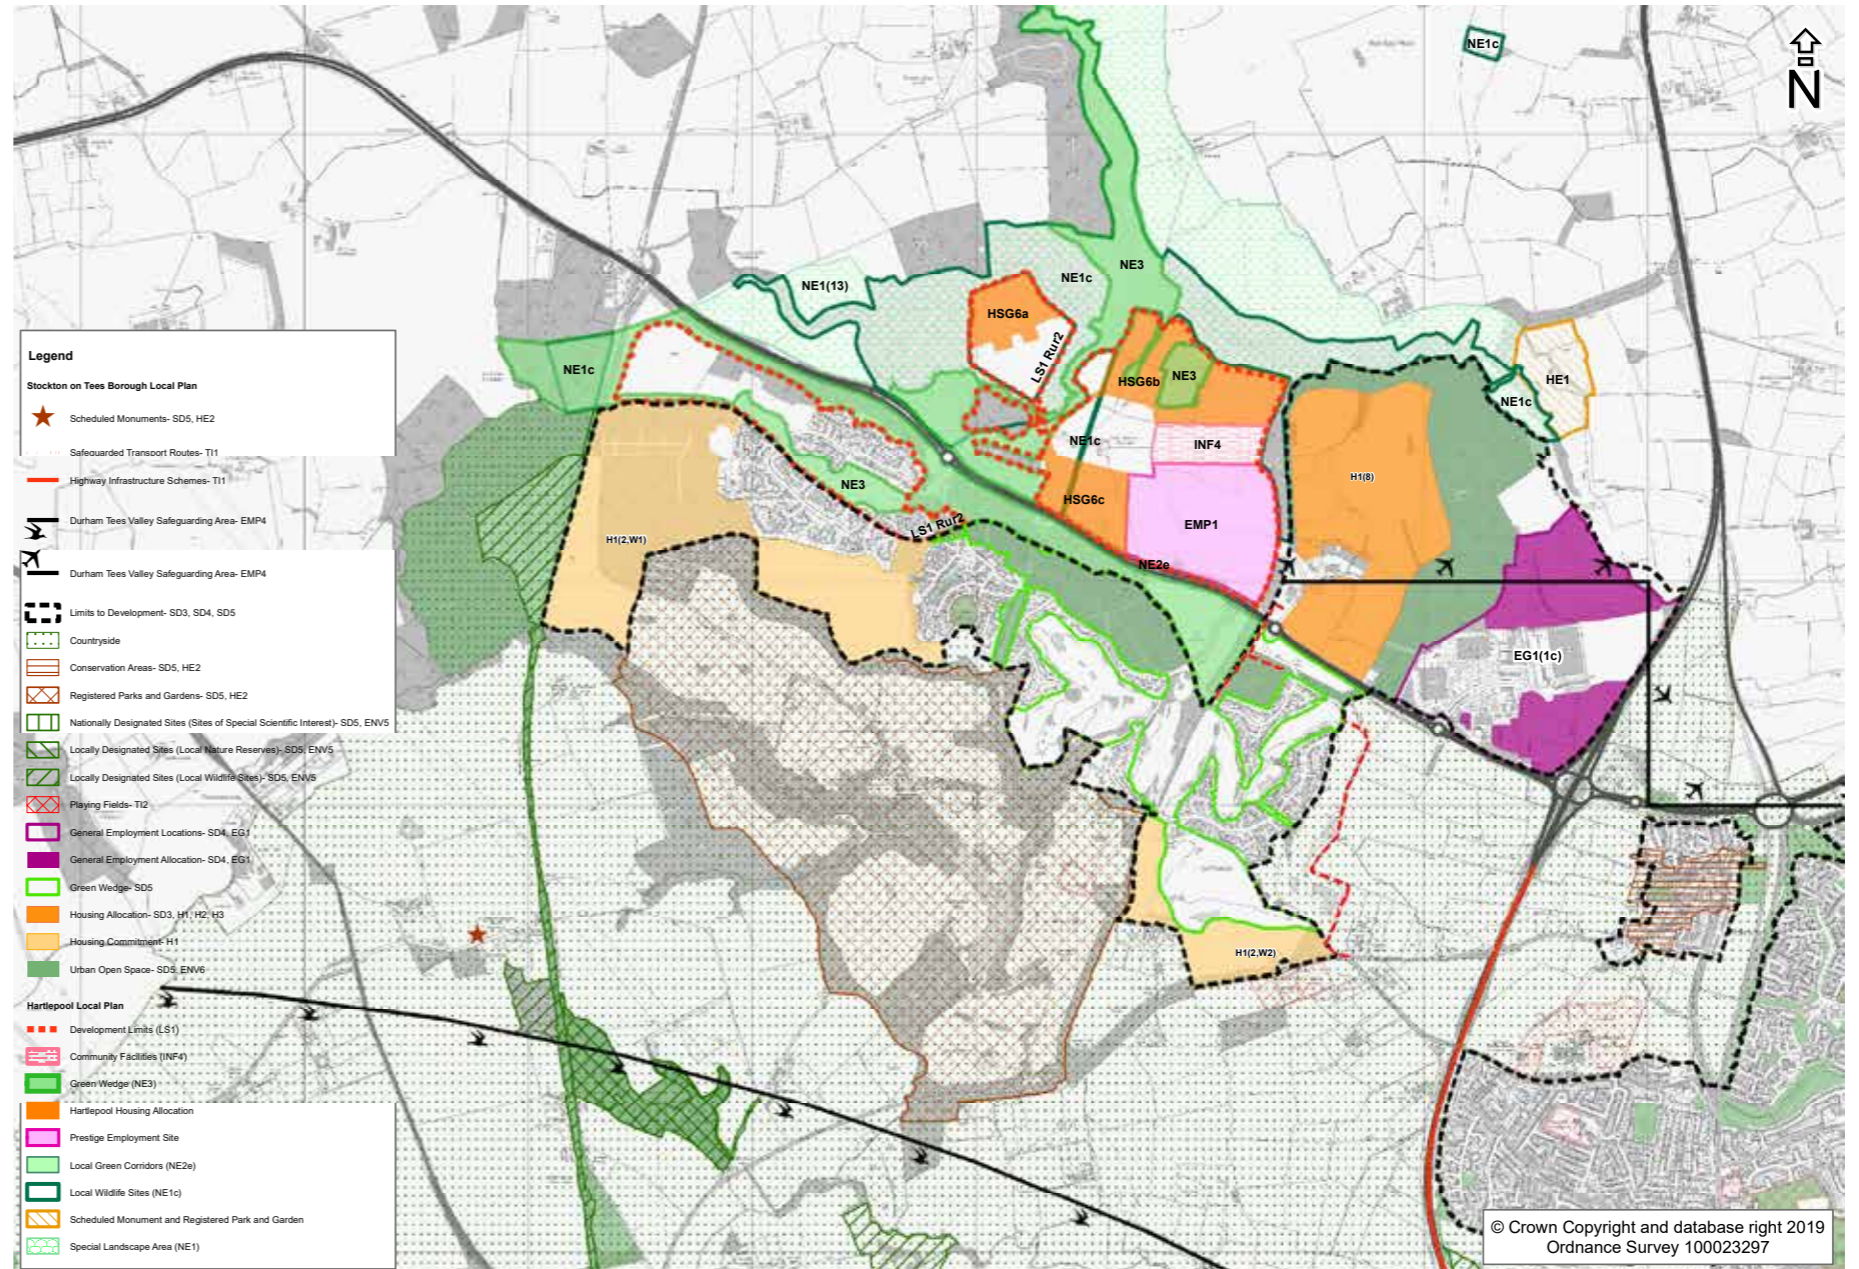 NE1c
N
NE3
NE1c
NE1(13)
HSG6a
LS1 Rur2
HSG6b
NE3
NE1c
HE1
NE1c
NE1c
INF4
H1(8)
NE3
HSG6c
EMP1
LS1 Rur2
H1(2,W1)
NE2e
EG1(1c)
H1(2,W2)
Legend
Stockton on Tees Borough Local Plan
Scheduled Monuments- SD5, HE2
Safeguarded Transport Routes- TI1
Highway Infrastructure Schemes- TI1
Durham Tees Valley Safeguarding Area- EMP4
Durham Tees Valley Safeguarding Area- EMP4
Limits to Development- SD3, SD4, SD5
Countryside
Conservation Areas- SD5, HE2
Registered Parks and Gardens- SD5, HE2
Nationally Designated Sites (Sites of Special Scientific Interest)- SD5, ENV5
Locally Designated Sites (Local Nature Reserves)- SD5, ENV5
Locally Designated Sites (Local Wildlife Sites)- SD5, ENV5
Playing Fields- TI2
General Employment Locations- SD4, EG1
General Employment Allocation- SD4, EG1
Green Wedge- SD5
Housing Allocation- SD3, H1, H2, H3
Housing Commitment- H1
Urban Open Space- SD5, ENV6
Hartlepool Local Plan
Development Limits (LS1)
Community Facilities (INF4)
Green Wedge (NE3)
Hartlepool Housing Allocation
Prestige Employment Site
Local Green Corridors (NE2e)
Local Wildlife Sites (NE1c)
Scheduled Monument and Registered Park and Garden
Special Landscape Area (NE1)
© Crown Copyright and database right 2019
Ordnance Survey 100023297